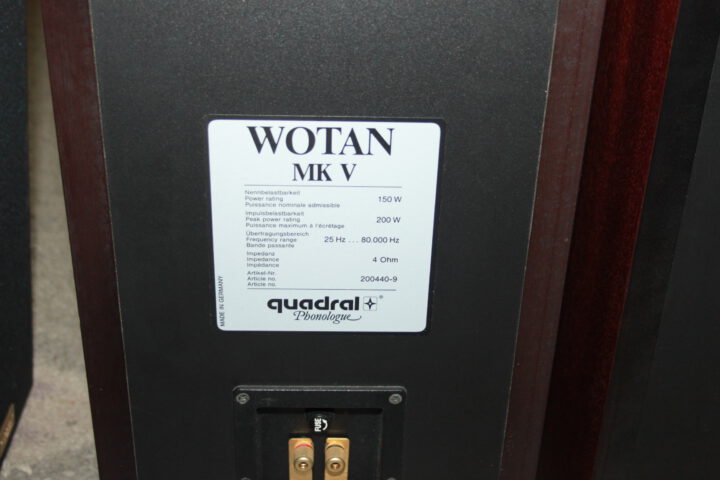 WOTAN
MK V
Nennbelastbarkeit
Power rating 150 W
Puissance nominale admissible
Impulsbelastbarkeit
Peak power rating 200 W
Puissance maximum à l'écrêtage
Übertragungsbereich
Frequency range 25 Hz ... 80.000 Hz
Bande passante
Impedanz
Impedance 4 Ohm
Impédance
Artikel-Nr.
Article no. 200440-9
Article no.
MADE IN GERMANY
quadral ®
Phonologue
FUSE